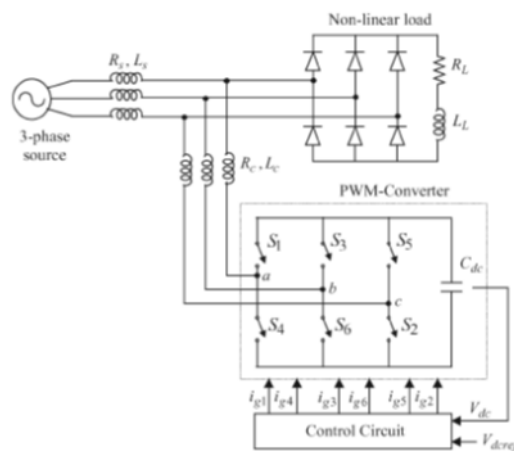 Non-linear load
R_s, L_s
R_L
3-phase
source
L_L
R_c, L_c
PWM-Converter
S_1 S_3 S_5
C_dc
a
b
c
S_4 S_6 S_2
i_g1 i_g4 i_g3 i_g6 i_g5 i_g2
V_dc
Control Circuit